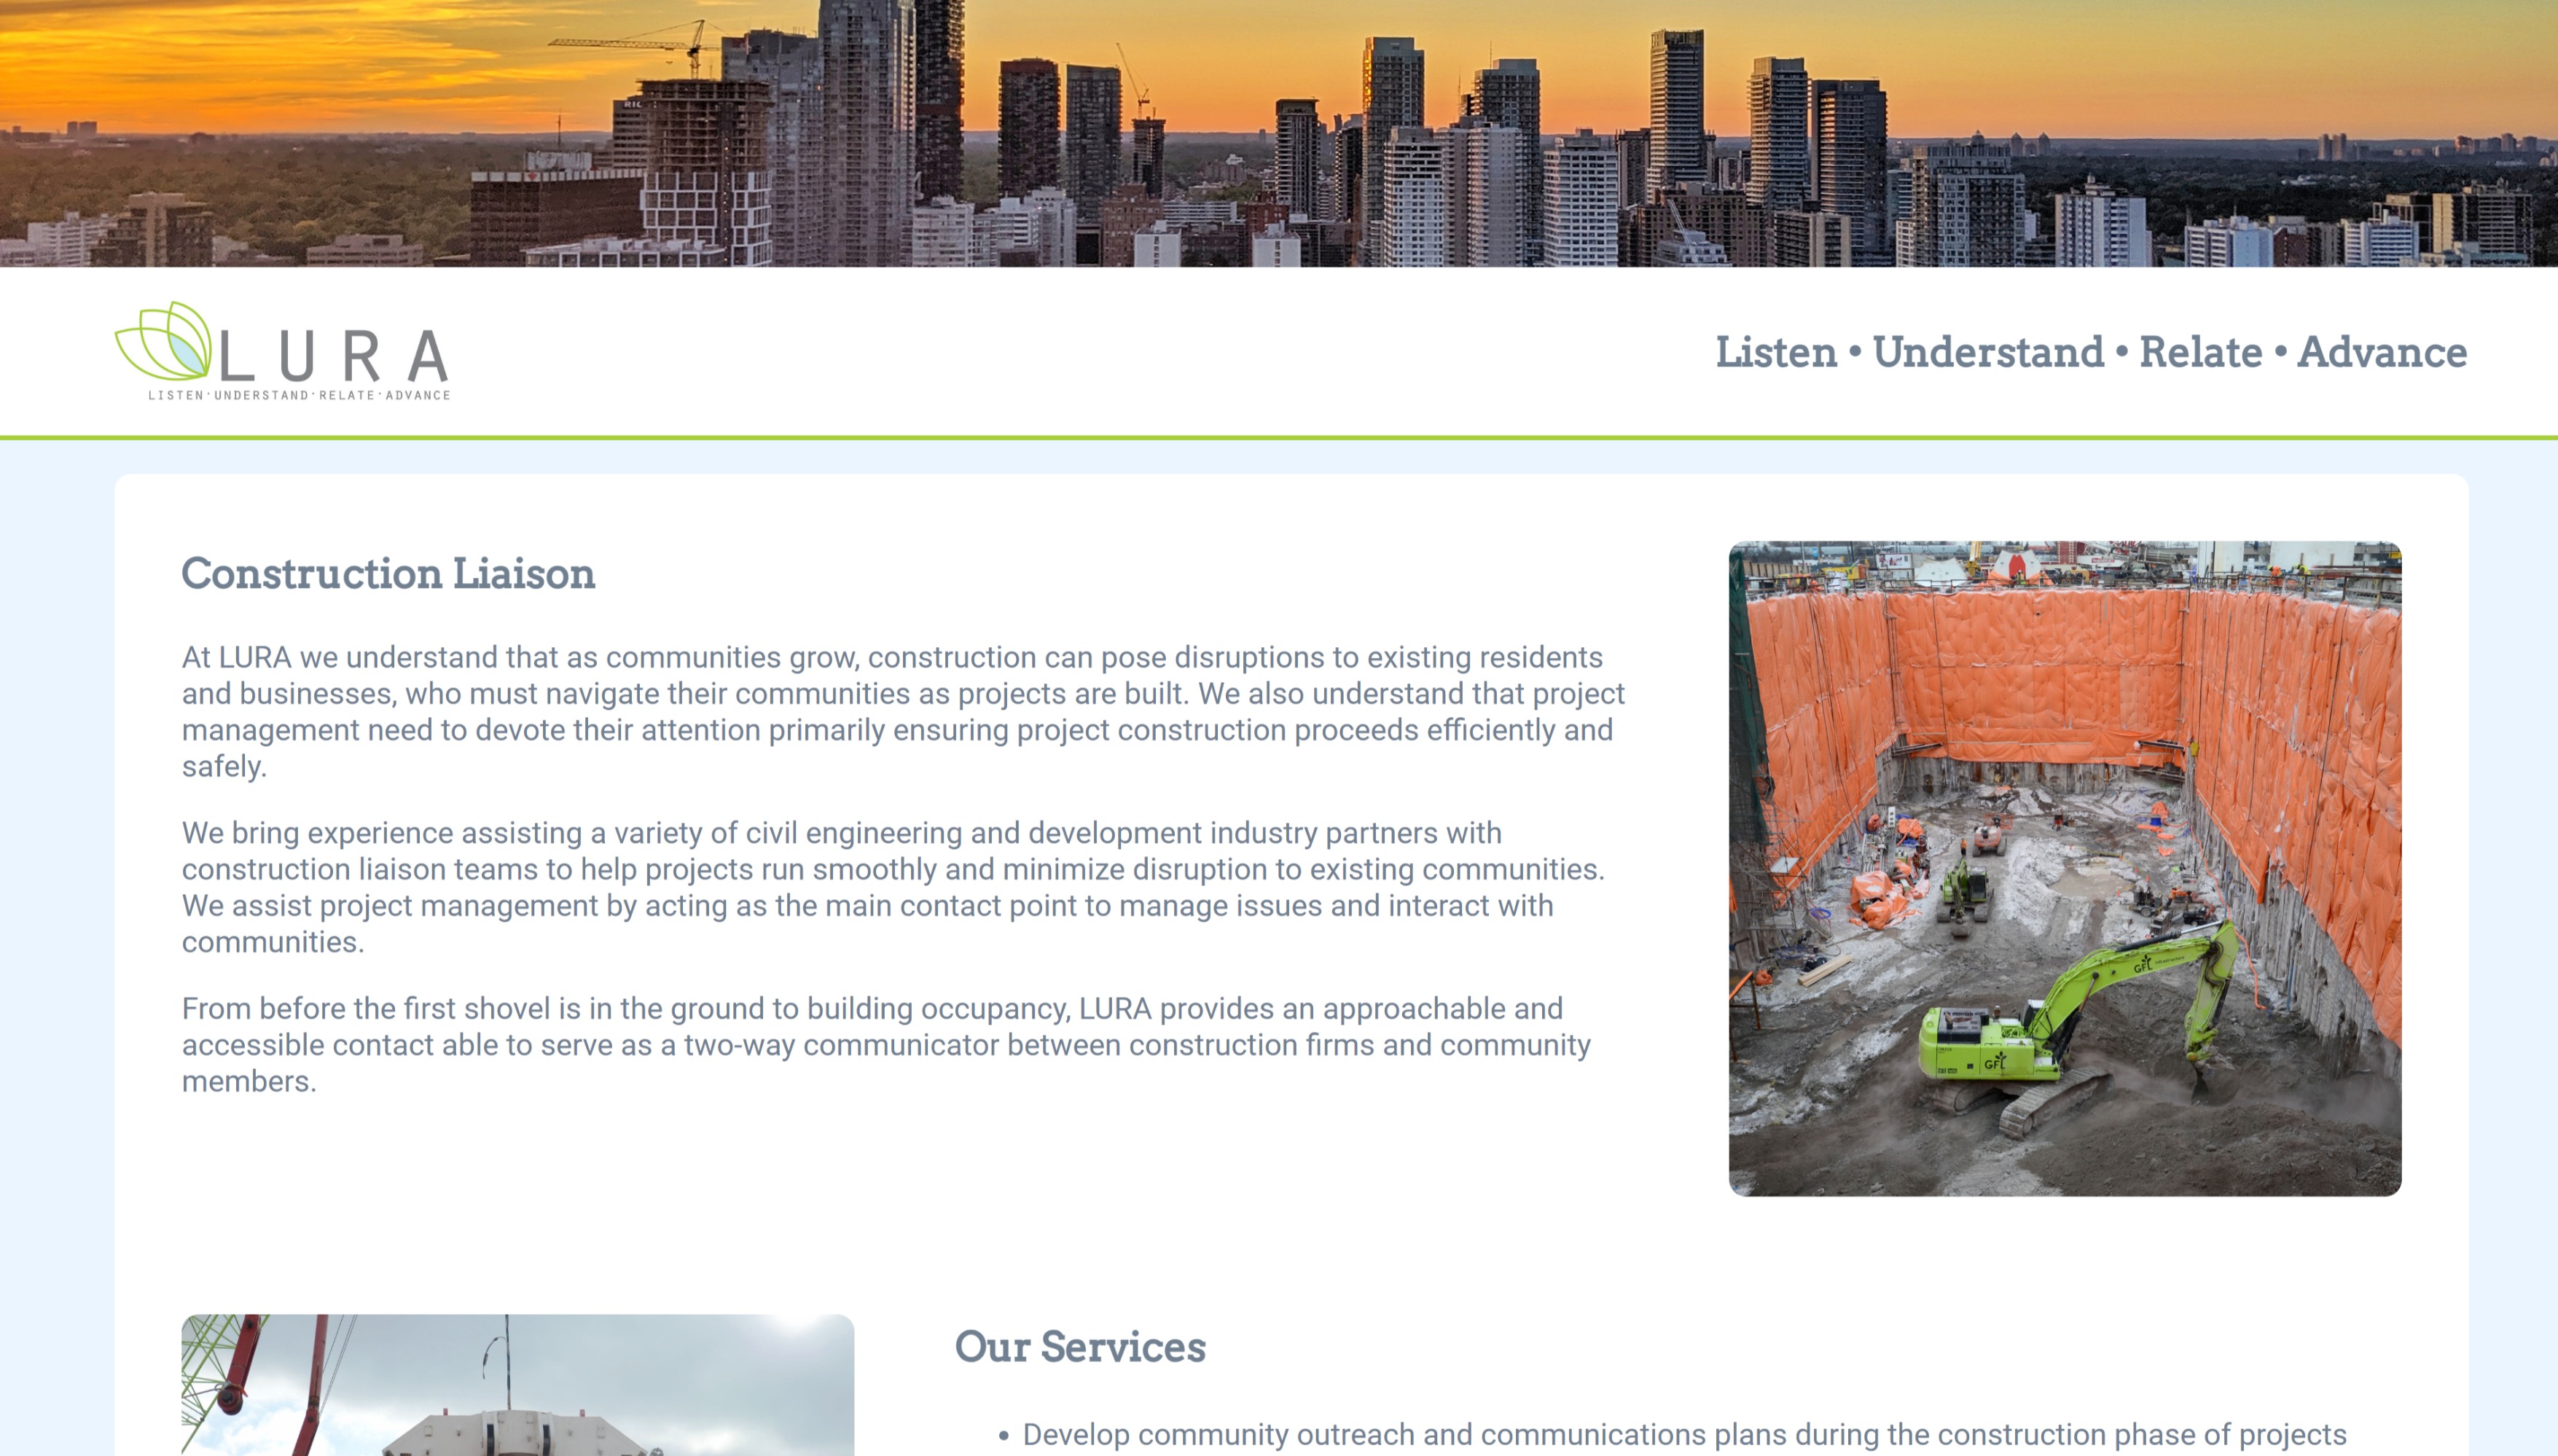 LURA
LISTEN·UNDERSTAND·RELATE·ADVANCE
Listen • Understand • Relate • Advance
Construction Liaison
At LURA we understand that as communities grow, construction can pose disruptions to existing residents
and businesses, who must navigate their communities as projects are built. We also understand that project
management need to devote their attention primarily ensuring project construction proceeds efficiently and
safely.
We bring experience assisting a variety of civil engineering and development industry partners with
construction liaison teams to help projects run smoothly and minimize disruption to existing communities.
We assist project management by acting as the main contact point to manage issues and interact with
communities.
From before the first shovel is in the ground to building occupancy, LURA provides an approachable and
accessible contact able to serve as a two-way communicator between construction firms and community
members.
GFL
GFL
Our Services
• Develop community outreach and communications plans during the construction phase of projects